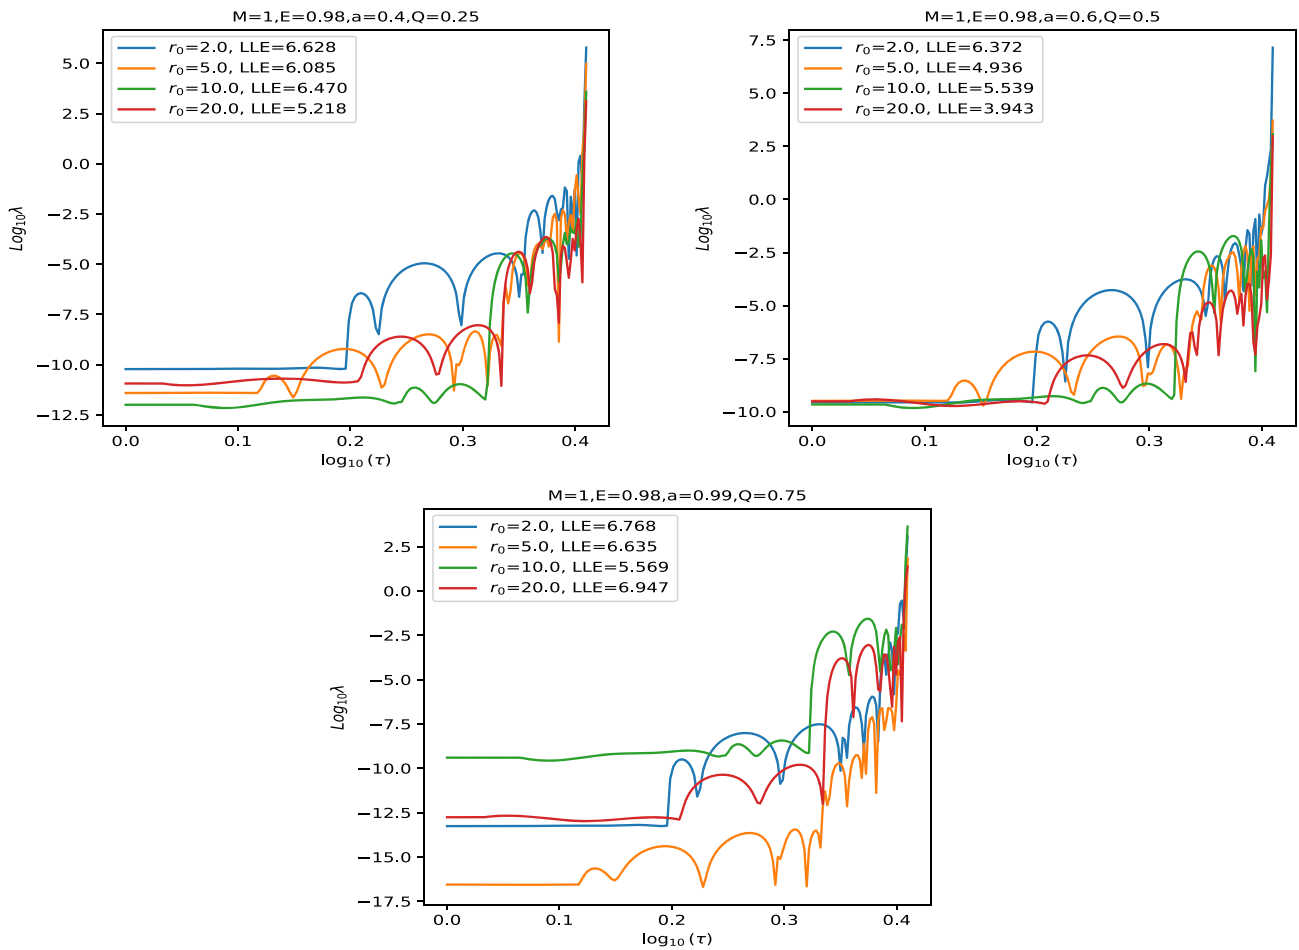 M=1,E=0.98,a=0.4,Q=0.25
r₀=2.0, LLE=6.628
r₀=5.0, LLE=6.085
r₀=10.0, LLE=6.470
r₀=20.0, LLE=5.218
5.0
2.5
0.0
−2.5
−5.0
−7.5
−10.0
−12.5
Log₁₀λ
0.0 0.1 0.2 0.3 0.4
log₁₀(τ)
M=1,E=0.98,a=0.6,Q=0.5
r₀=2.0, LLE=6.372
r₀=5.0, LLE=4.936
r₀=10.0, LLE=5.539
r₀=20.0, LLE=3.943
7.5
5.0
2.5
0.0
−2.5
−5.0
−7.5
−10.0
Log₁₀λ
0.0 0.1 0.2 0.3 0.4
log₁₀(τ)
M=1,E=0.98,a=0.99,Q=0.75
r₀=2.0, LLE=6.768
r₀=5.0, LLE=6.635
r₀=10.0, LLE=5.569
r₀=20.0, LLE=6.947
2.5
0.0
−2.5
−5.0
−7.5
−10.0
−12.5
−15.0
−17.5
Log₁₀λ
0.0 0.1 0.2 0.3 0.4
log₁₀(τ)